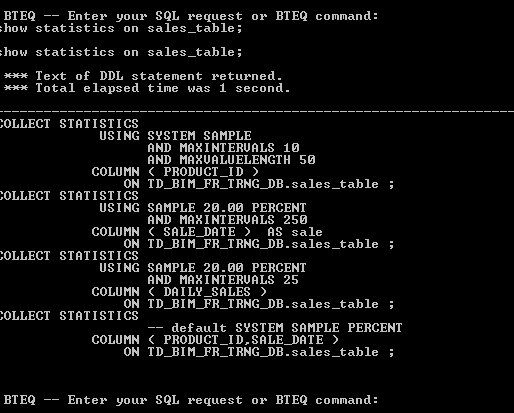 BTEQ -- Enter your SQL request or BTEQ command:
show statistics on sales_table;
show statistics on sales_table;
*** Text of DDL statement returned.
*** Total elapsed time was 1 second.
COLLECT STATISTICS
USING SYSTEM SAMPLE
AND MAXINTERVALS 10
AND MAXVALUELENGTH 50
COLUMN ( PRODUCT_ID )
ON TD_BIM_FR_TRNG_DB.sales_table ;
COLLECT STATISTICS
USING SAMPLE 20.00 PERCENT
AND MAXINTERVALS 250
COLUMN ( SALE_DATE ) AS sale
ON TD_BIM_FR_TRNG_DB.sales_table ;
COLLECT STATISTICS
USING SAMPLE 20.00 PERCENT
AND MAXINTERVALS 25
COLUMN ( DAILY_SALES )
ON TD_BIM_FR_TRNG_DB.sales_table ;
COLLECT STATISTICS
-- default SYSTEM SAMPLE PERCENT
COLUMN ( PRODUCT_ID,SALE_DATE )
ON TD_BIM_FR_TRNG_DB.sales_table ;
BTEQ -- Enter your SQL request or BTEQ command: